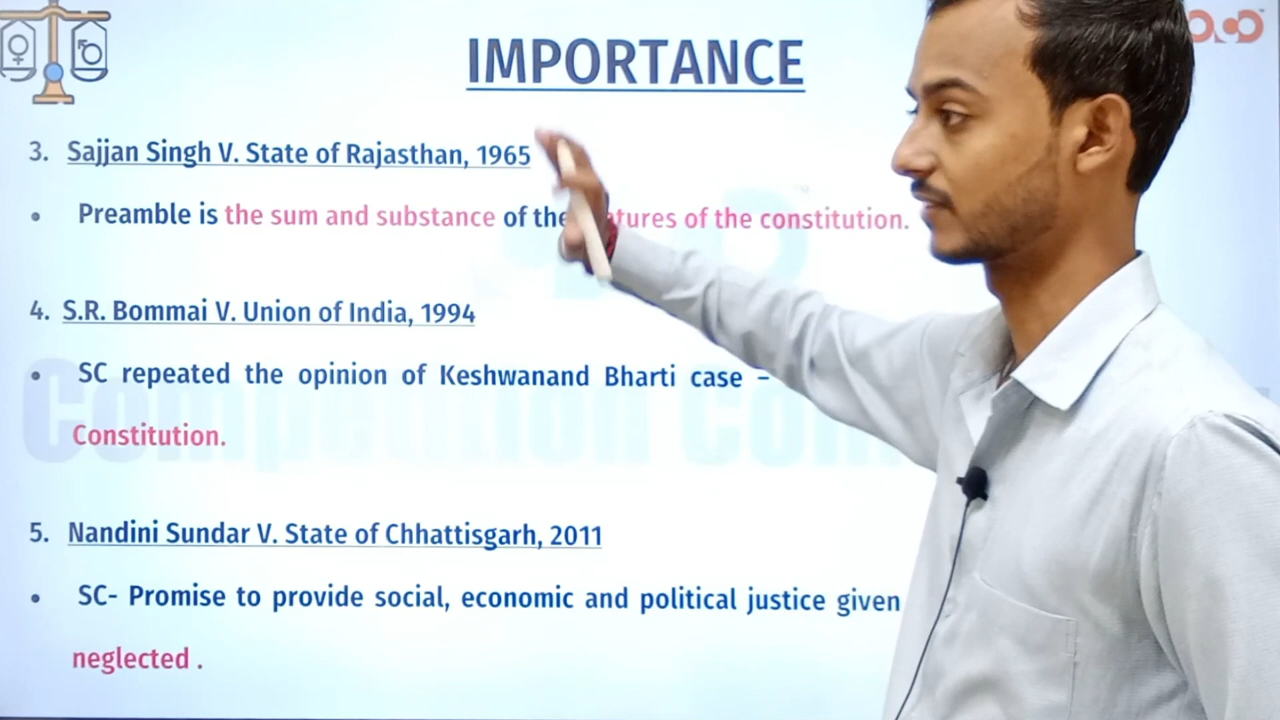 IMPORTANCE
3. Sajjan Singh V. State of Rajasthan, 1965
• Preamble is the sum and substance of the of the constitution.
4. S.R. Bommai V. Union of India, 1994
• SC repeated the opinion of Keshwanand Bharti case –
Constitution.
Competition
5. Nandini Sundar V. State of Chhattisgarh, 2011
• SC- Promise to provide social, economic and political justice given
neglected .